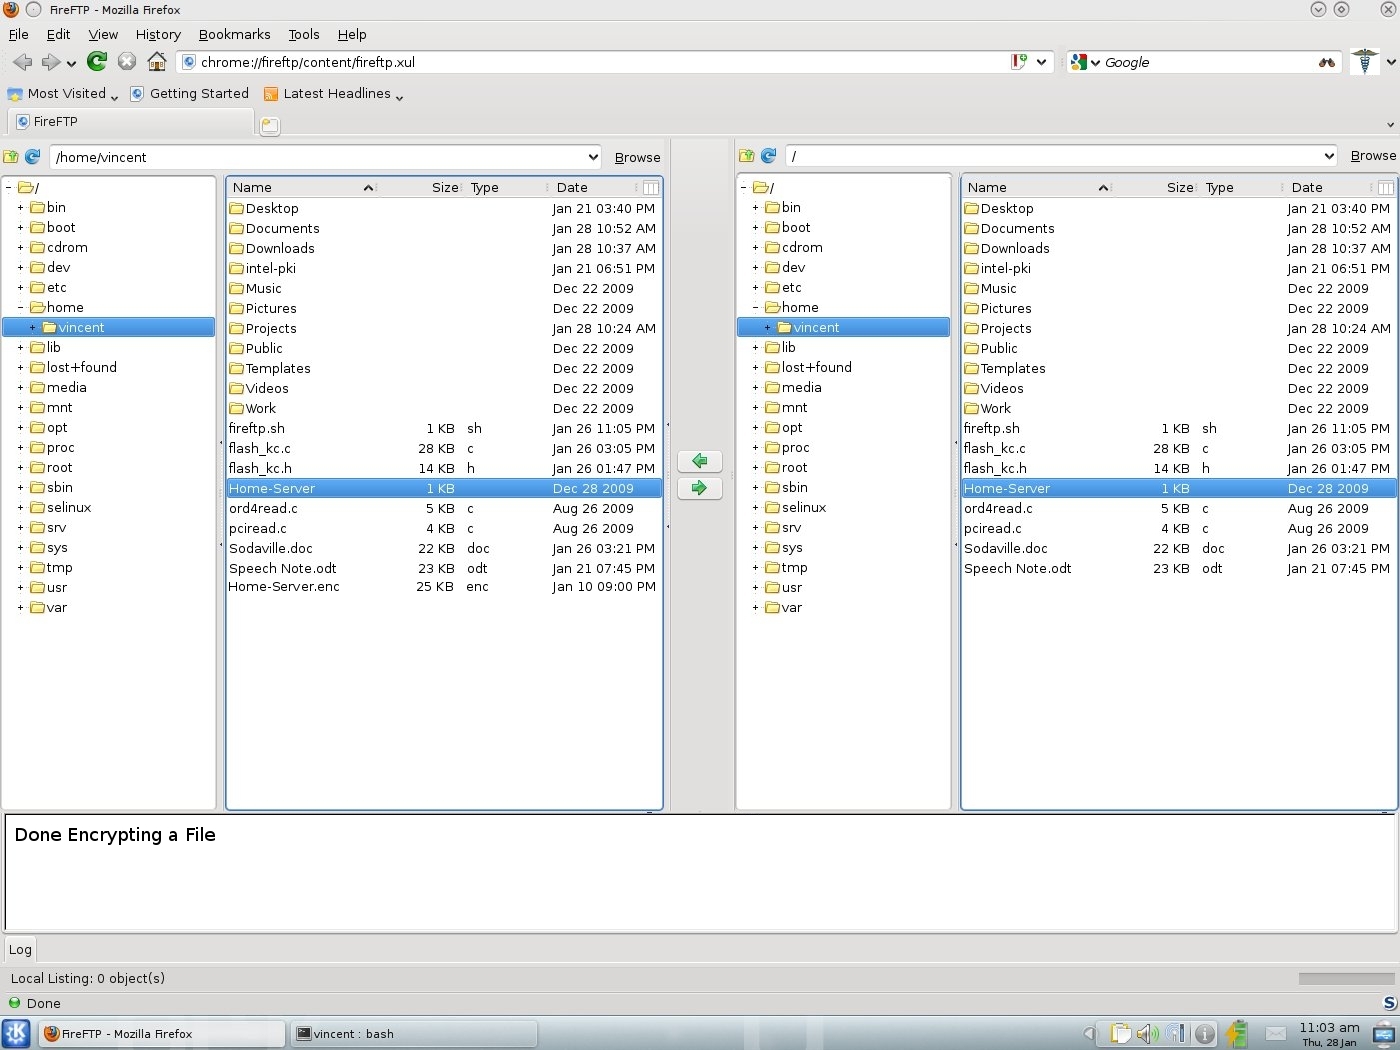 FireFTP - Mozilla Firefox
File Edit View History Bookmarks Tools Help
chrome://fireftp/content/fireftp.xul
Google
Most Visited Getting Started Latest Headlines
FireFTP
/home/vincent Browse
/
bin
boot
cdrom
dev
etc
home
vincent
lib
lost+found
media
mnt
opt
proc
root
sbin
selinux
srv
sys
tmp
usr
var
Name Size Type Date
Desktop Jan 21 03:40 PM
Documents Jan 28 10:52 AM
Downloads Jan 28 10:37 AM
intel-pki Jan 21 06:51 PM
Music Dec 22 2009
Pictures Dec 22 2009
Projects Jan 28 10:24 AM
Public Dec 22 2009
Templates Dec 22 2009
Videos Dec 22 2009
Work Dec 22 2009
fireftp.sh 1 KB sh Jan 26 11:05 PM
flash_kc.c 28 KB c Jan 26 03:05 PM
flash_kc.h 14 KB h Jan 26 01:47 PM
Home-Server 1 KB Dec 28 2009
ord4read.c 5 KB c Aug 26 2009
pciread.c 4 KB c Aug 26 2009
Sodaville.doc 22 KB doc Jan 26 03:21 PM
Speech Note.odt 23 KB odt Jan 21 07:45 PM
Home-Server.enc 25 KB enc Jan 10 09:00 PM
/ Browse
/
bin
boot
cdrom
dev
etc
home
vincent
lib
lost+found
media
mnt
opt
proc
root
sbin
selinux
srv
sys
tmp
usr
var
Name Size Type Date
Desktop Jan 21 03:40 PM
Documents Jan 28 10:52 AM
Downloads Jan 28 10:37 AM
intel-pki Jan 21 06:51 PM
Music Dec 22 2009
Pictures Dec 22 2009
Projects Jan 28 10:24 AM
Public Dec 22 2009
Templates Dec 22 2009
Videos Dec 22 2009
Work Dec 22 2009
fireftp.sh 1 KB sh Jan 26 11:05 PM
flash_kc.c 28 KB c Jan 26 03:05 PM
flash_kc.h 14 KB h Jan 26 01:47 PM
Home-Server 1 KB Dec 28 2009
ord4read.c 5 KB c Aug 26 2009
pciread.c 4 KB c Aug 26 2009
Sodaville.doc 22 KB doc Jan 26 03:21 PM
Speech Note.odt 23 KB odt Jan 21 07:45 PM
Done Encrypting a File
Log
Local Listing: 0 object(s)
Done
FireFTP - Mozilla Firefox vincent : bash 11:03 am
Thu, 28 Jan